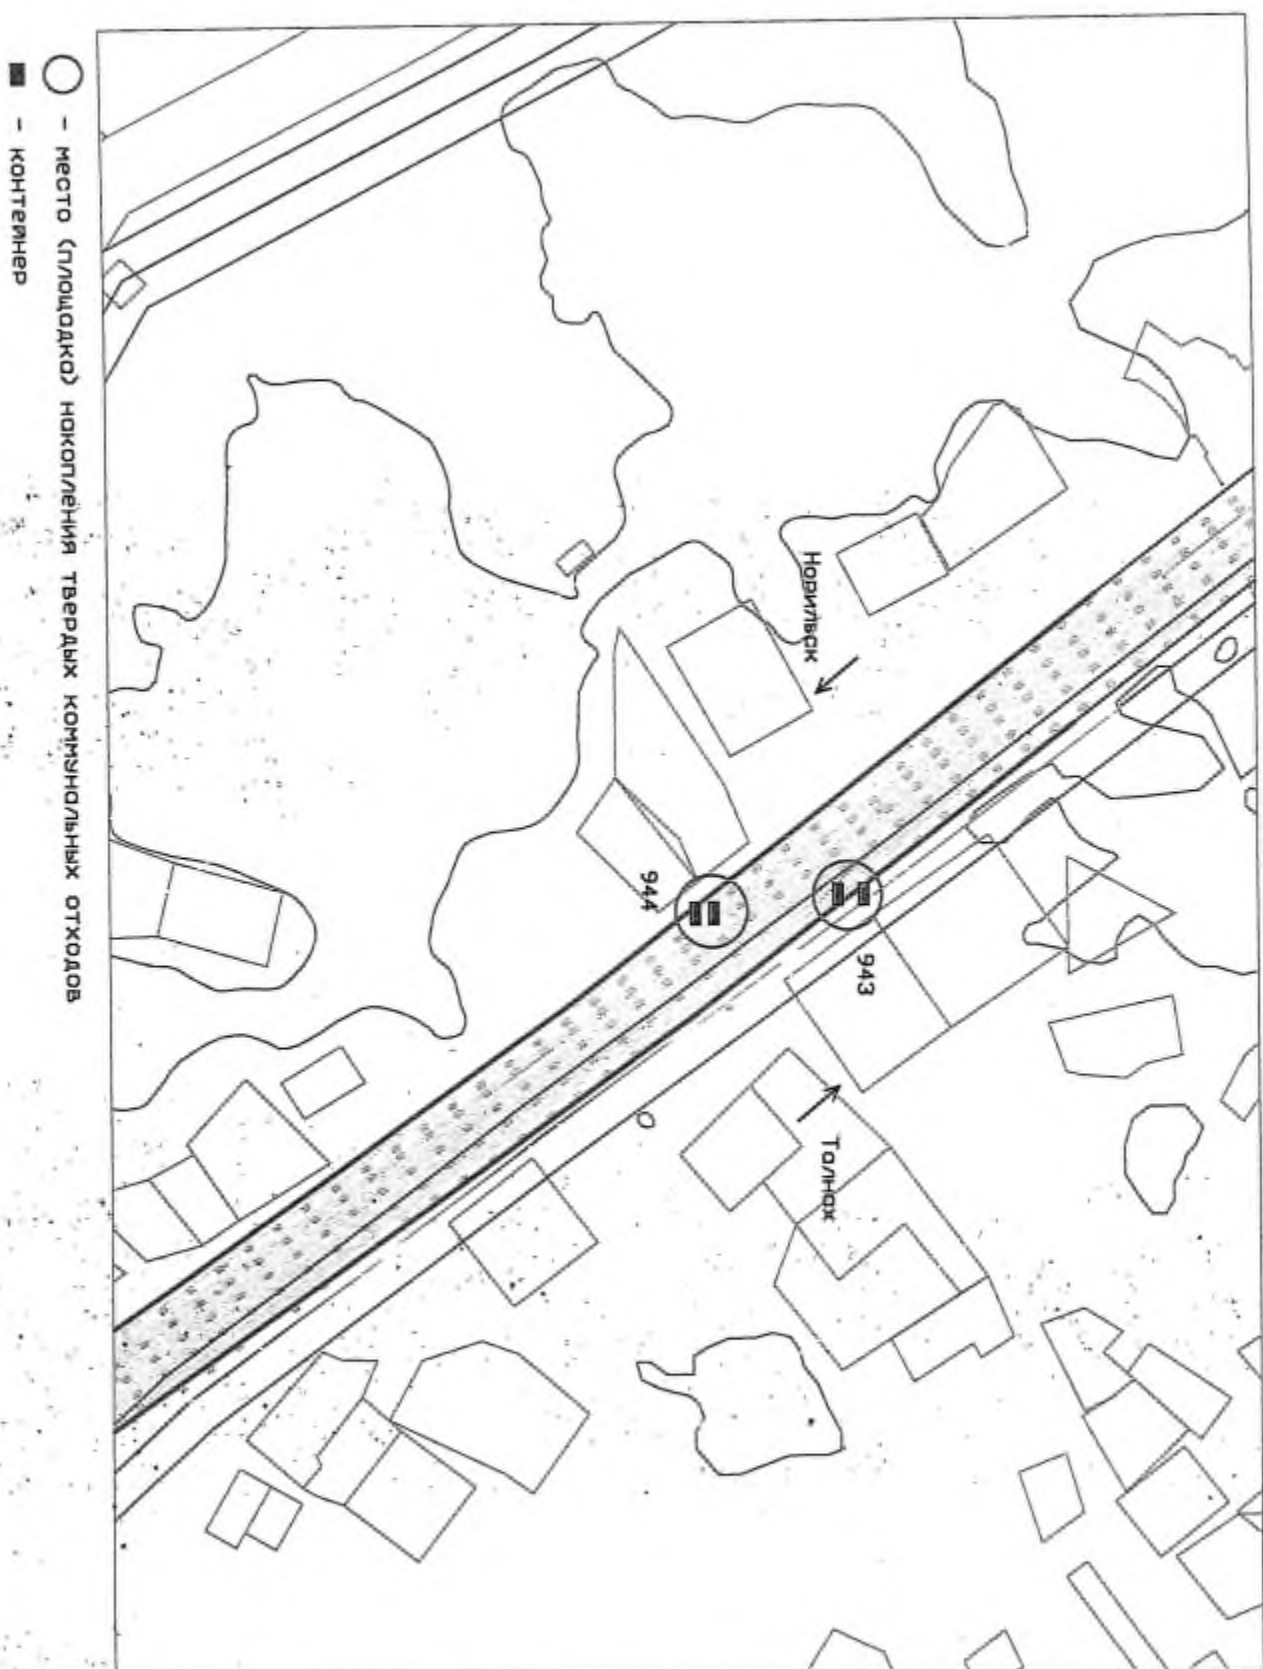 Норильск
944
943
Талнах
- место (площадка) накопления твердых коммунальных отходов
- контейнер